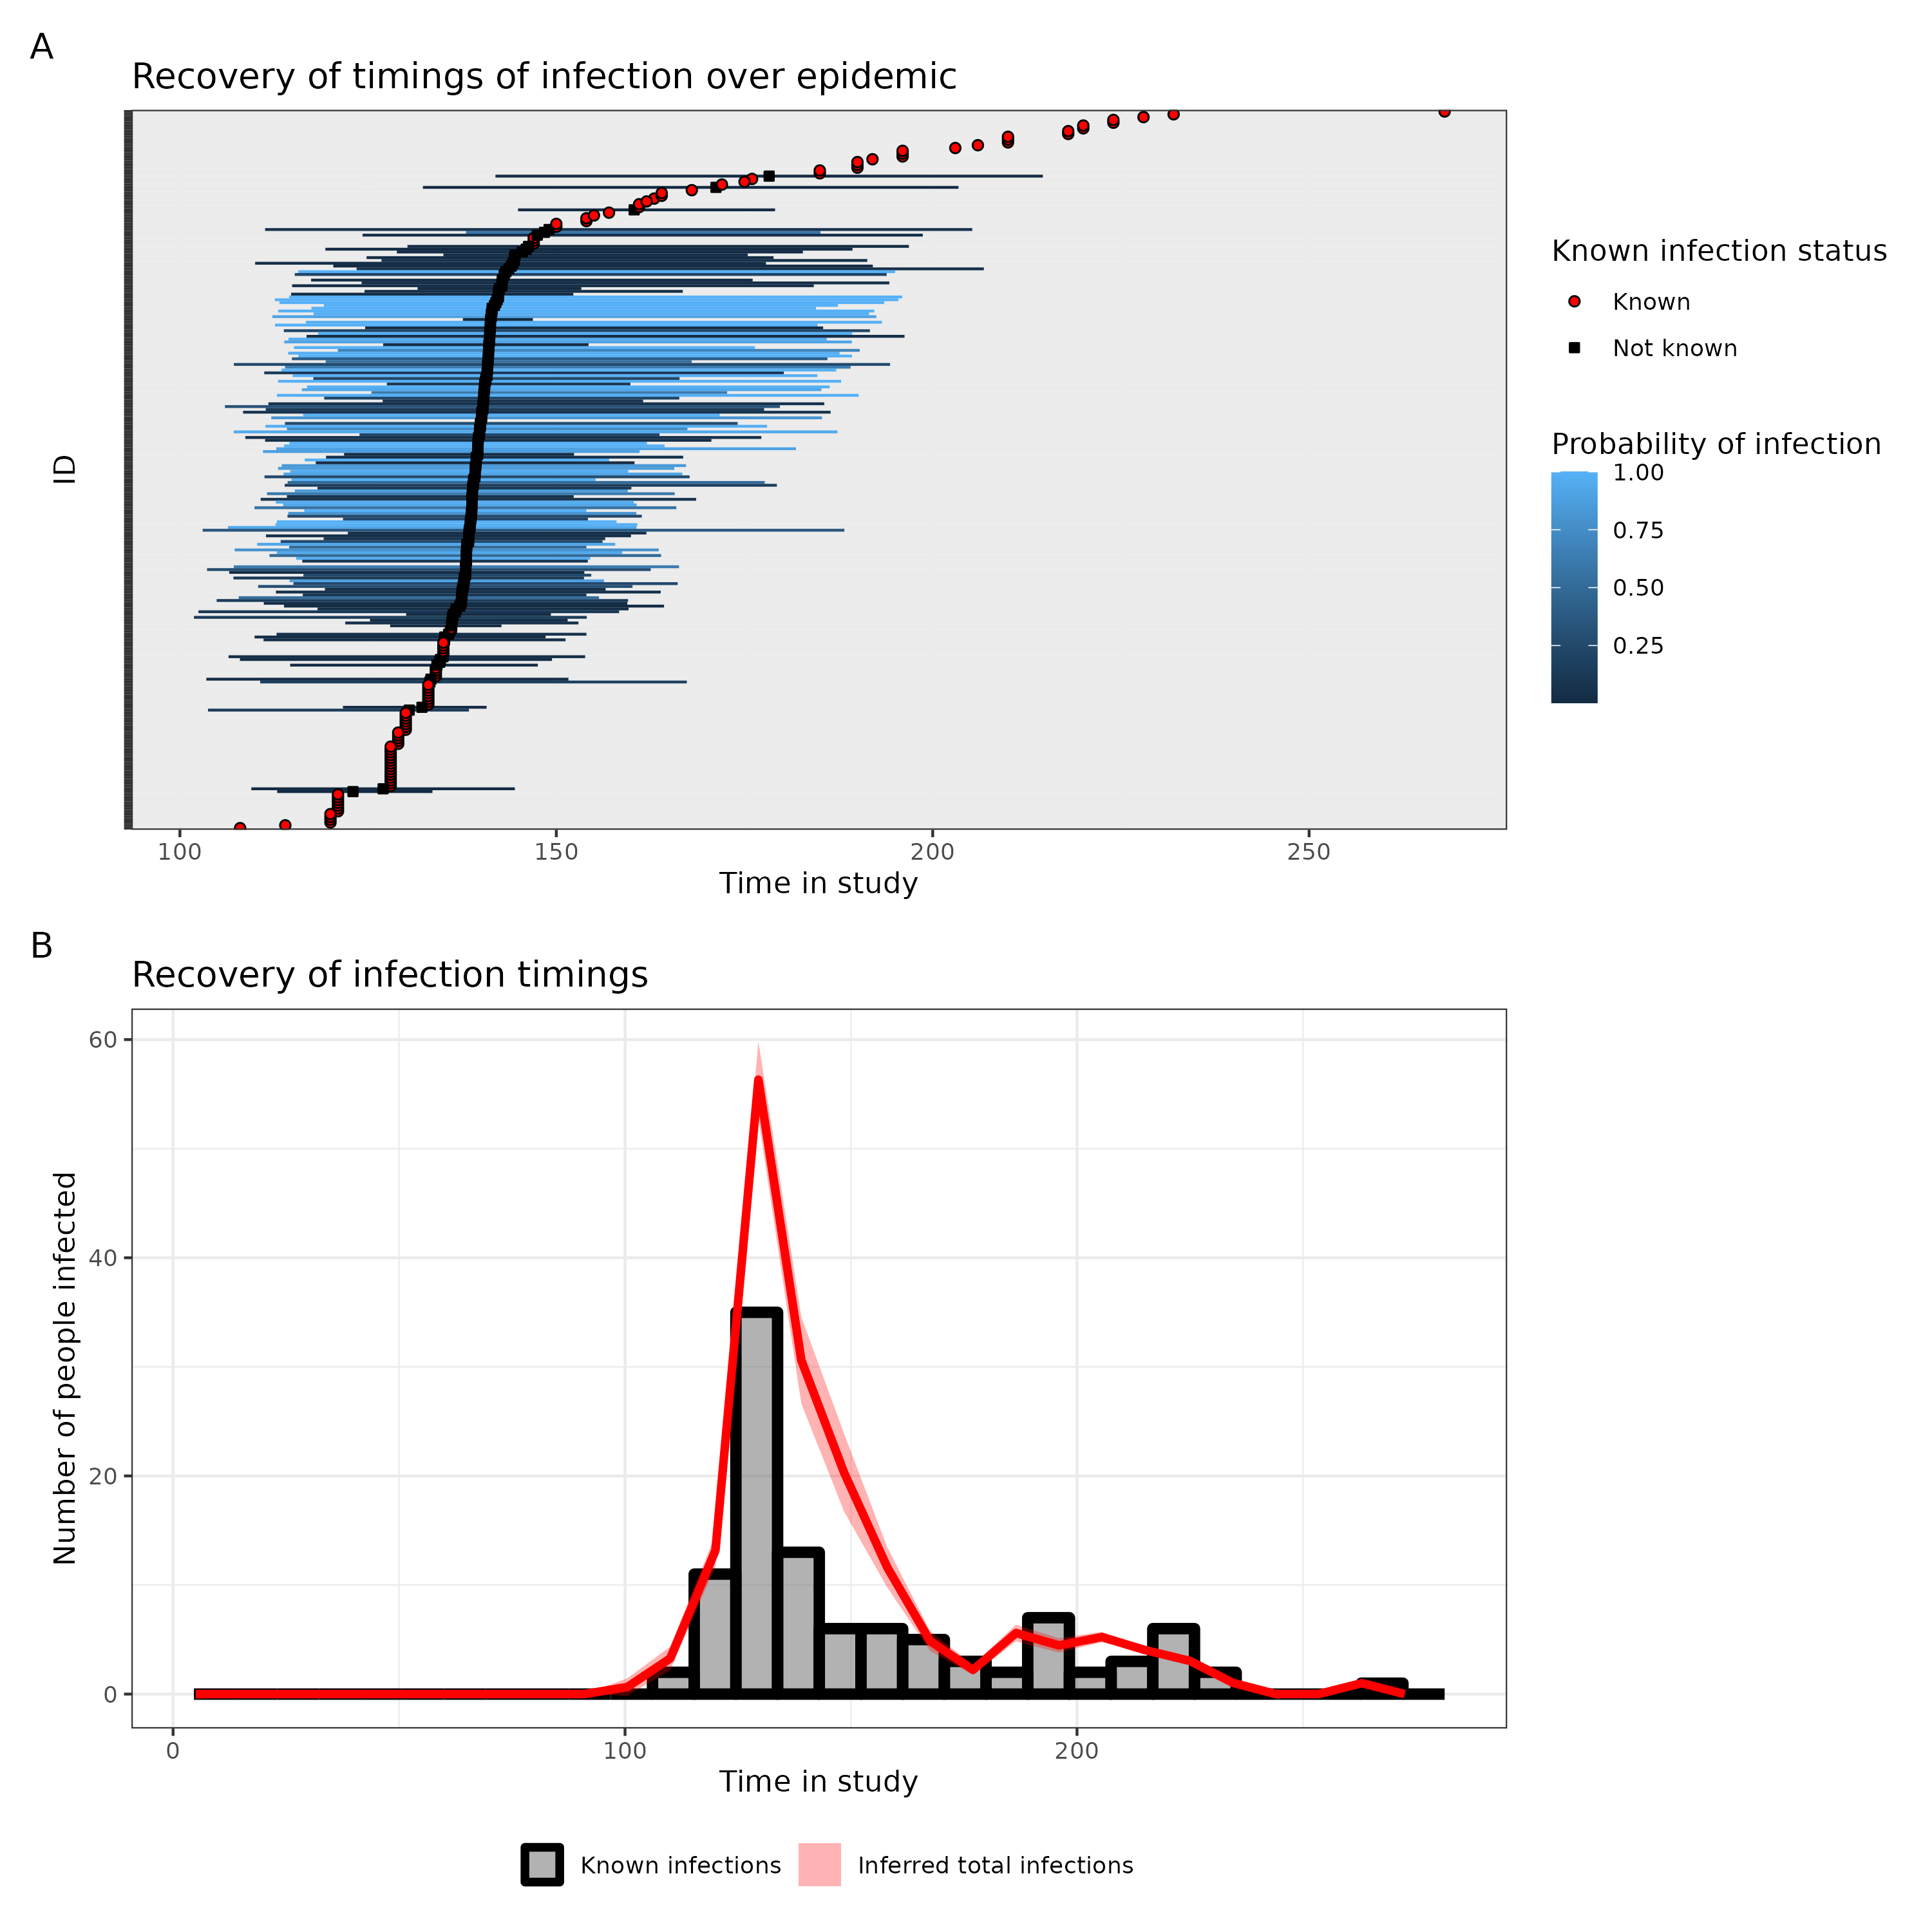 A
Recovery of timings of infection over epidemic
ID
100 150 200 250
Time in study
Known infection status
Known
Not known
Probability of infection
1.00
0.75
0.50
0.25
B
Recovery of infection timings
Number of people infected
60
40
20
0
0 100 200
Time in study
Known infections Inferred total infections